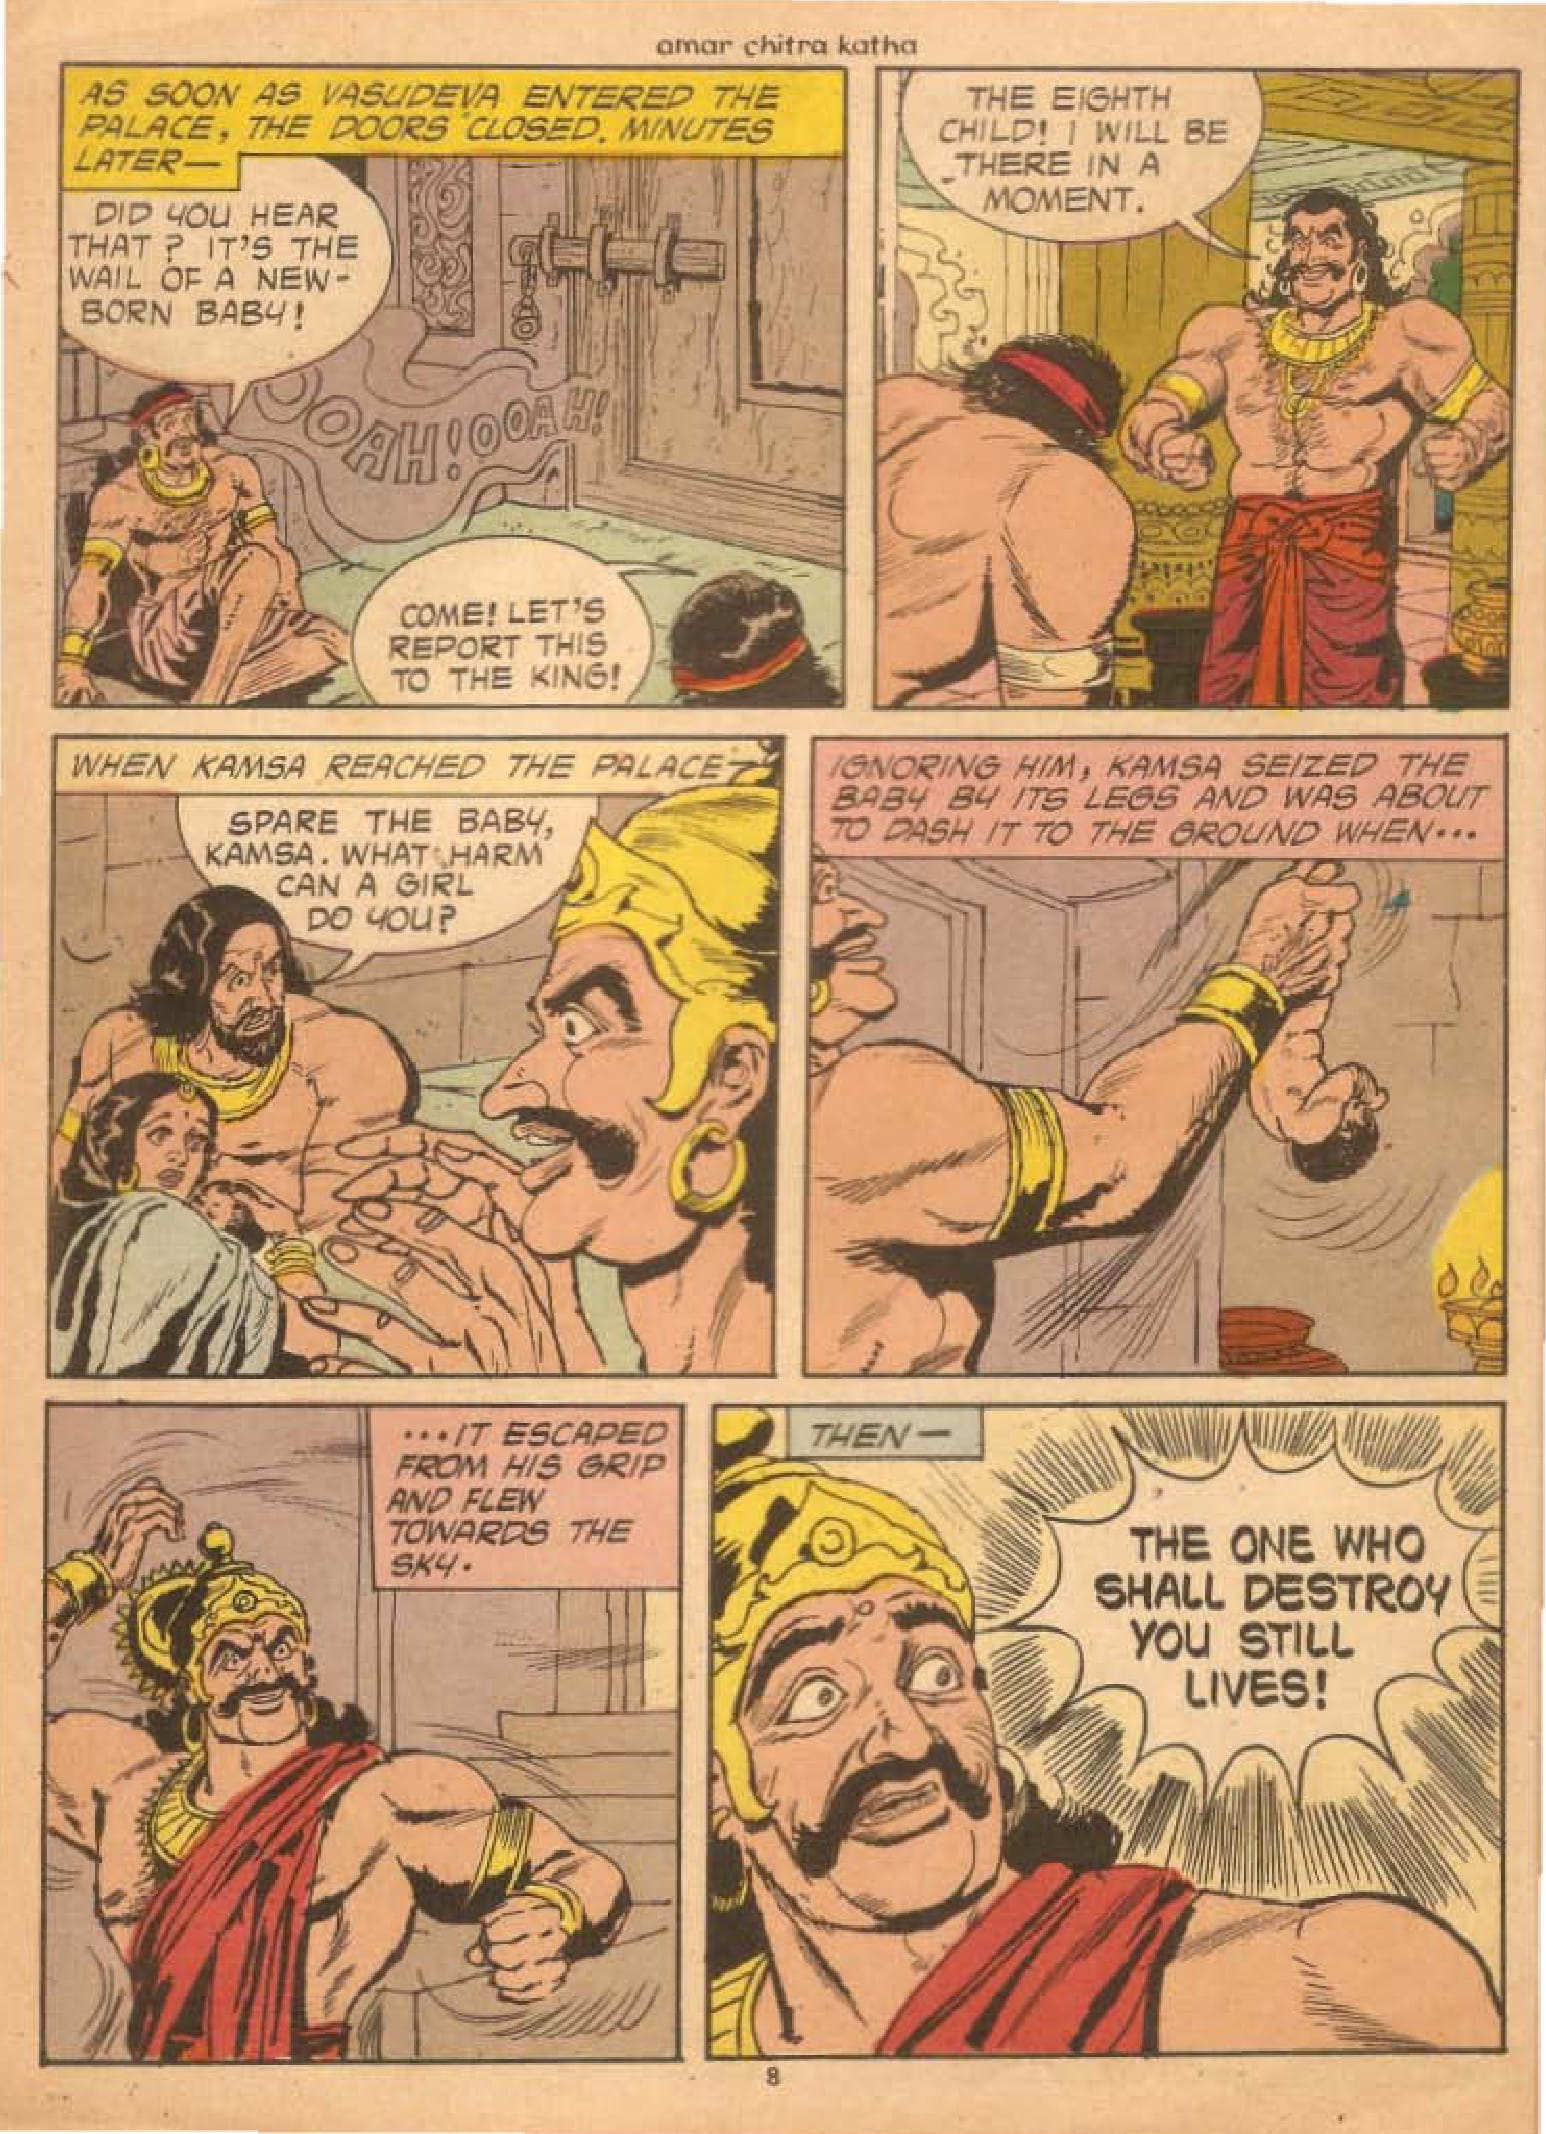 amar chitra katha
AS SOON AS VASUDEVA ENTERED THE
PALACE, THE DOORS CLOSED. MINUTES
LATER—
DID YOU HEAR
THAT? IT'S THE
WAIL OF A NEW-
BORN BABY!
OOAH! OOAH!
COME! LET'S
REPORT THIS
TO THE KING!
THE EIGHTH
CHILD! I WILL BE
THERE IN A
MOMENT.
WHEN KAMSA REACHED THE PALACE—
SPARE THE BABY,
KAMSA. WHAT HARM
CAN A GIRL
DO YOU?
IGNORING HIM, KAMSA SEIZED THE
BABY BY ITS LEGS AND WAS ABOUT
TO DASH IT TO THE GROUND WHEN...
...IT ESCAPED
FROM HIS GRIP
AND FLEW
TOWARDS THE
SKY.
THEN—
THE ONE WHO
SHALL DESTROY
YOU STILL
LIVES!
8